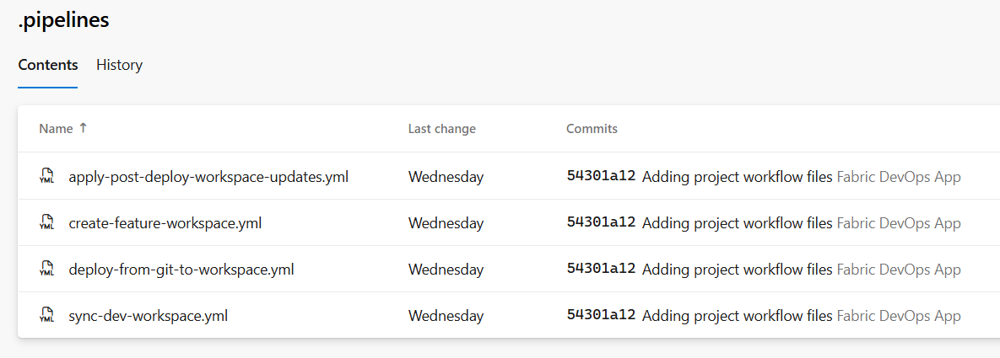 .pipelines
Contents History
Name ↑ Last change Commits
YML apply-post-deploy-workspace-updates.yml Wednesday 54301a12 Adding project workflow files Fabric DevOps App
YML create-feature-workspace.yml Wednesday 54301a12 Adding project workflow files Fabric DevOps App
YML deploy-from-git-to-workspace.yml Wednesday 54301a12 Adding project workflow files Fabric DevOps App
YML sync-dev-workspace.yml Wednesday 54301a12 Adding project workflow files Fabric DevOps App